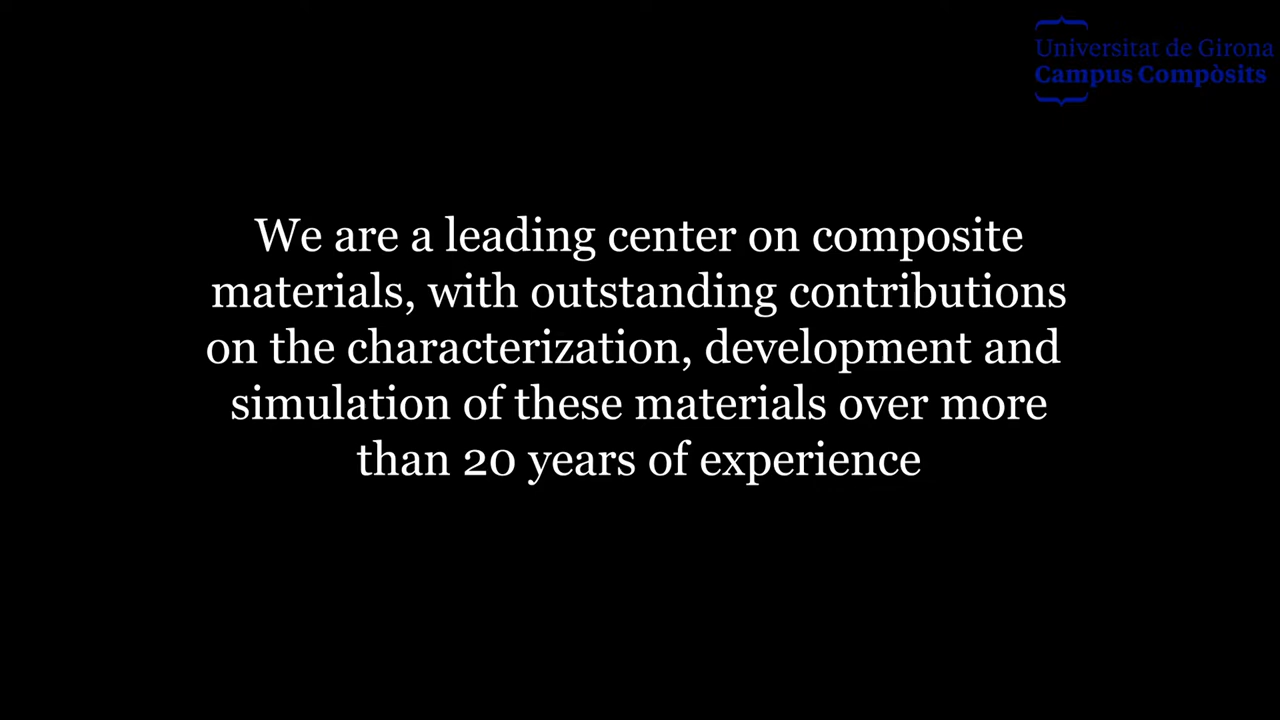 Universitat de Girona
Campus Compòsits
We are a leading center on composite
materials, with outstanding contributions
on the characterization, development and
simulation of these materials over more
than 20 years of experience